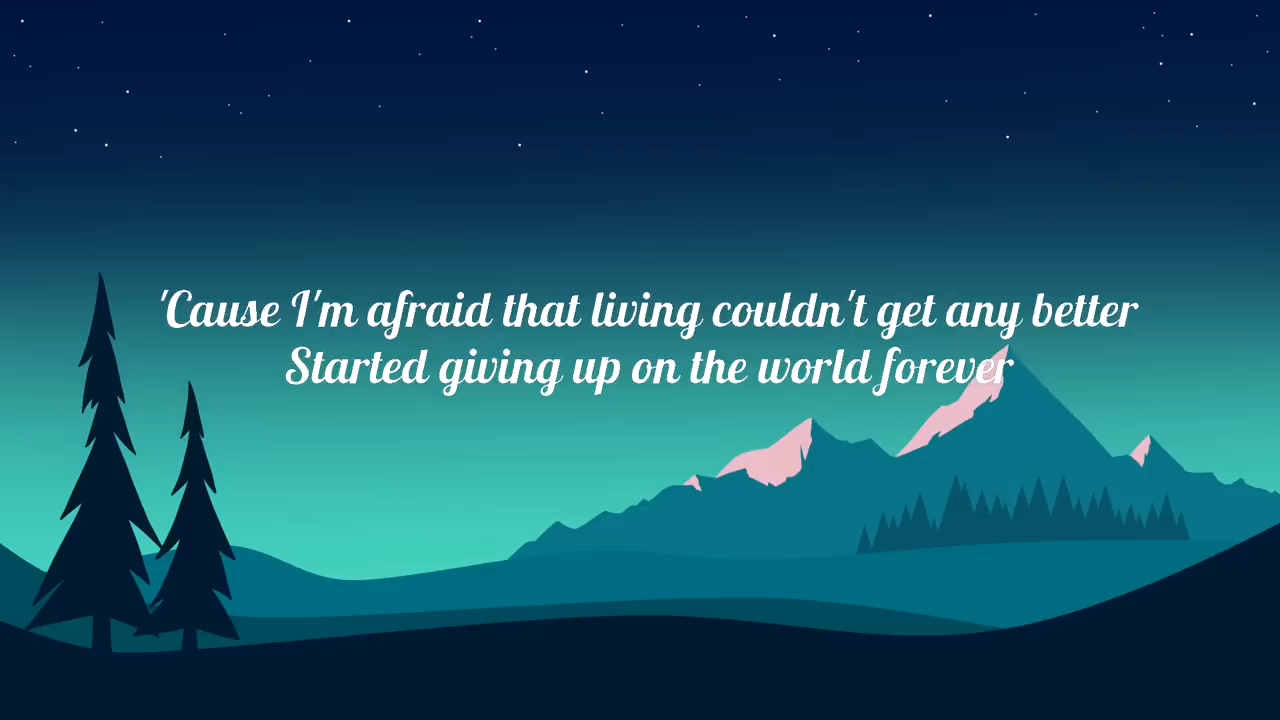 'Cause I'm afraid that living couldn't get any better
Started giving up on the world forever